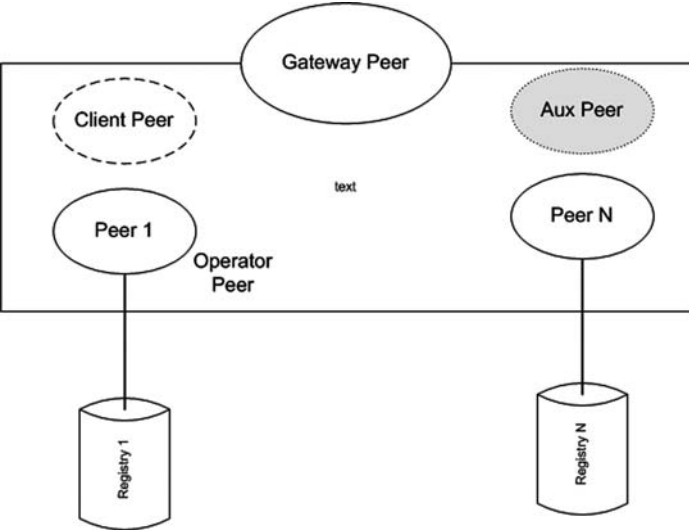 Gateway Peer
Client Peer
Aux Peer
text
Peer 1
Peer N
Operator
Peer
Registry 1
Registry N